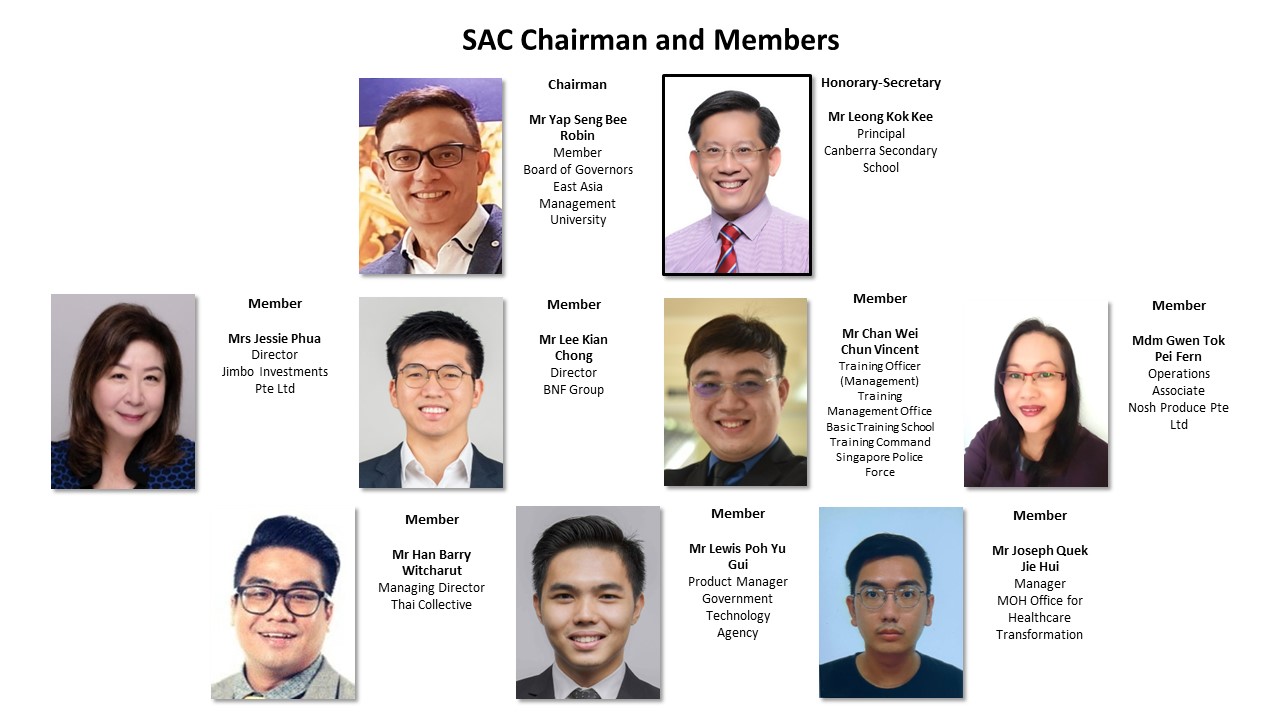 SAC Chairman and Members
Chairman
Mr Yap Seng Bee
Robin
Member
Board of Governors
East Asia
Management
University
Honorary-Secretary
Mr Leong Kok Kee
Principal
Canberra Secondary
School
Member
Mrs Jessie Phua
Director
Jimbo Investments
Pte Ltd
Member
Mr Lee Kian
Chong
Director
BNF Group
Member
Mr Chan Wei
Chun Vincent
Training Officer
(Management)
Training
Management Office
Basic Training School
Training Command
Singapore Police
Force
Member
Mdm Gwen Tok
Pei Fern
Operations
Associate
Nosh Produce Pte
Ltd
Member
Mr Han Barry
Witcharut
Managing Director
Thai Collective
Member
Mr Lewis Poh Yu
Gui
Product Manager
Government
Technology
Agency
Member
Mr Joseph Quek
Jie Hui
Manager
MOH Office for
Healthcare
Transformation